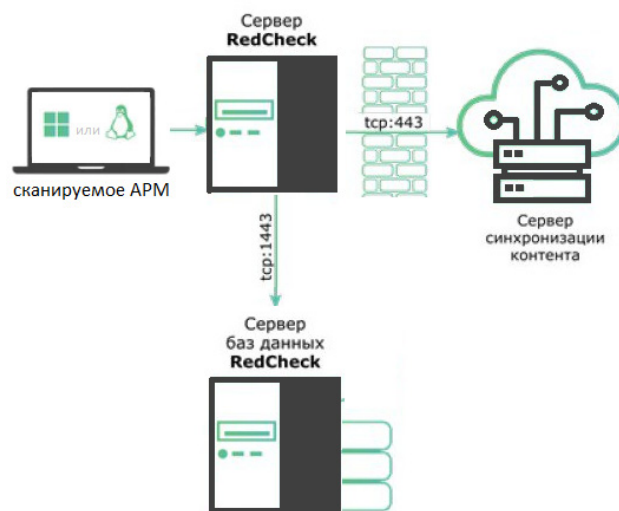 Сервер
RedCheck
или
tcp:443
сканируемое АРМ
Сервер
синхронизации
контента
tcp:1443
Сервер
баз данных
RedCheck